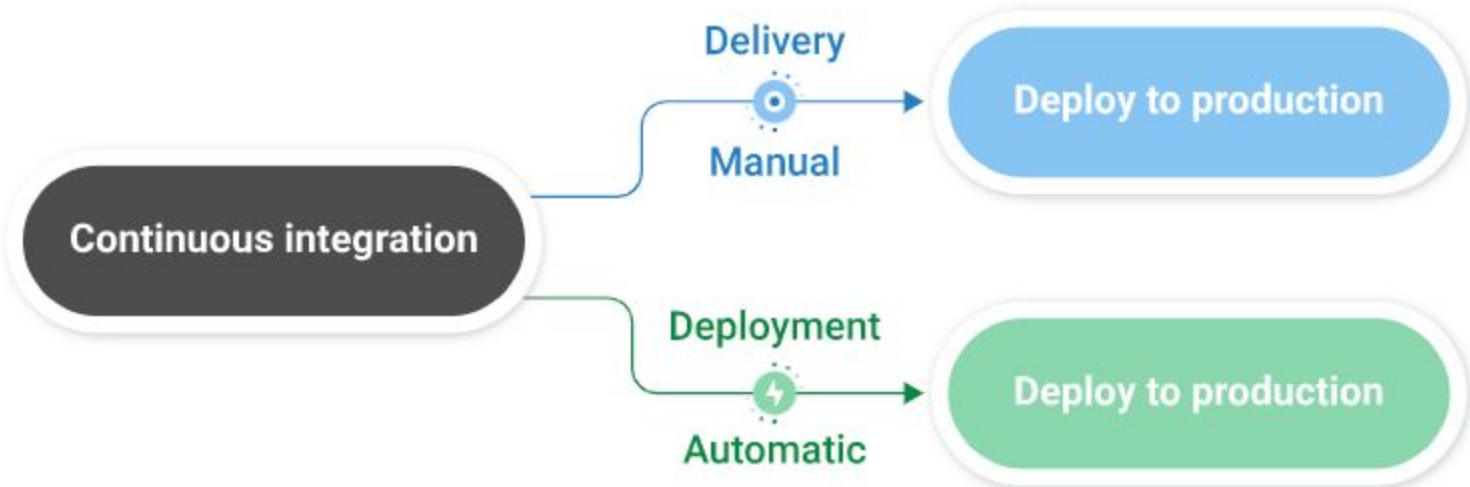 Delivery
Manual
Deploy to production
Continuous integration
Deployment
Automatic
Deploy to production